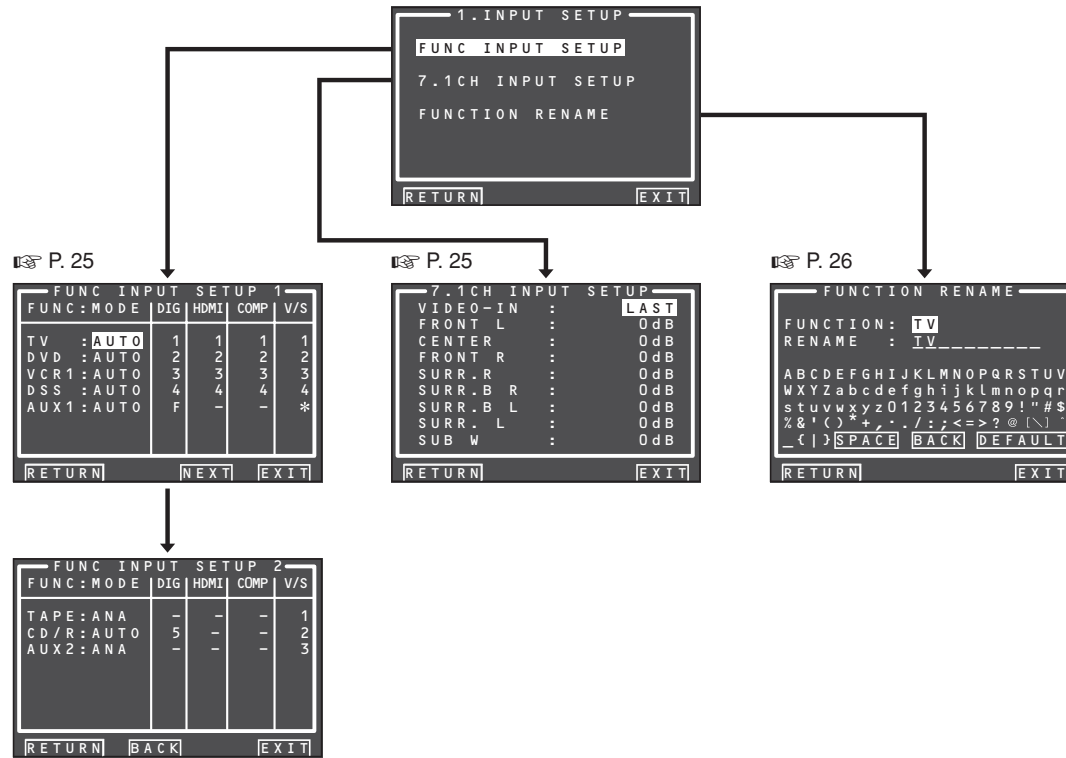 1.INPUT SETUP
FUNC INPUT SETUP
7.1CH INPUT SETUP
FUNCTION RENAME
RETURN EXIT
☞ P. 25
FUNC INPUT SETUP 1
FUNC:MODE DIG HDMI COMP V/S
TV :AUTO 1 1 1 1
DVD :AUTO 2 2 2 2
VCR1:AUTO 3 3 3 3
DSS :AUTO 4 4 4 4
AUX1:AUTO F - - *
RETURN NEXT EXIT
☞ P. 25
7.1CH INPUT SETUP
VIDEO-IN : LAST
FRONT L : 0dB
CENTER : 0dB
FRONT R : 0dB
SURR.R : 0dB
SURR.B R : 0dB
SURR.B L : 0dB
SURR. L : 0dB
SUB W : 0dB
RETURN EXIT
☞ P. 26
FUNCTION RENAME
FUNCTION: TV
RENAME : TV_________
ABCDEFGHIJKLMNOPQRSTUV
WXYZabcdefghijklmnopqr
stuvwxyz0123456789!"#$
%&'()*+,-./:;<=>?@[\]^
_{|}SPACE BACK DEFAULT
RETURN EXIT
FUNC INPUT SETUP 2
FUNC:MODE DIG HDMI COMP V/S
TAPE:ANA - - - 1
CD/R:AUTO 5 - - 2
AUX2:ANA - - - 3
RETURN BACK EXIT